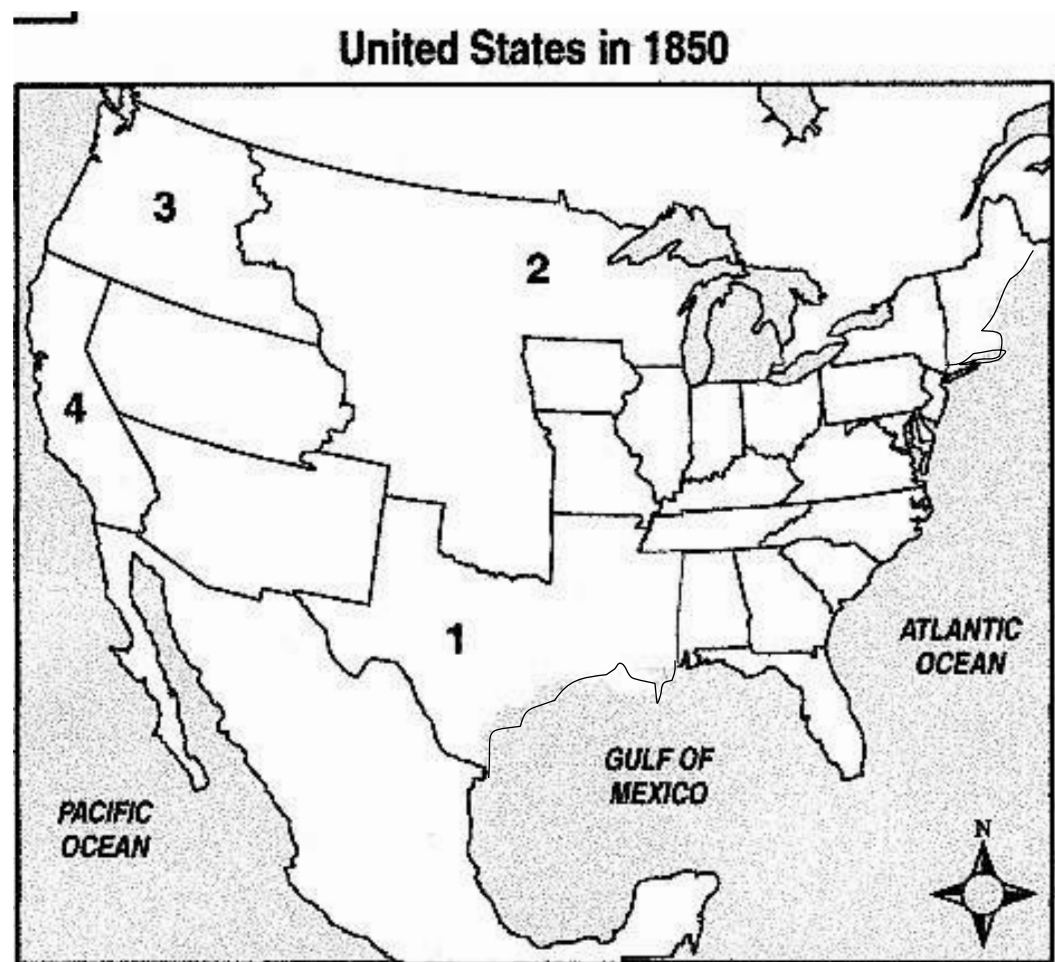 United States in 1850
3
2
4
1
ATLANTIC
OCEAN
GULF OF
MEXICO
PACIFIC
OCEAN
N